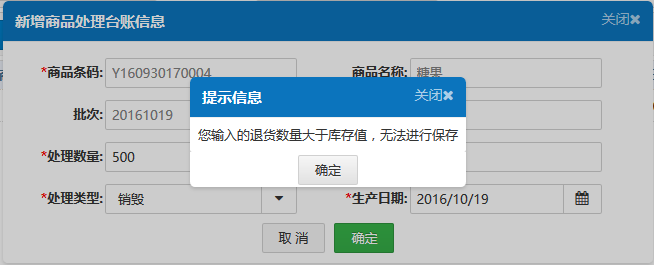 新增商品处理台账信息 关闭✖
*商品条码: Y160930170004 商品名称: 糖果
提示信息 关闭✖
批次: 20161019
您输入的退货数量大于库存值，无法进行保存
*处理数量: 500
确定
*处理类型: 销毁 *生产日期: 2016/10/19
取 消 确定